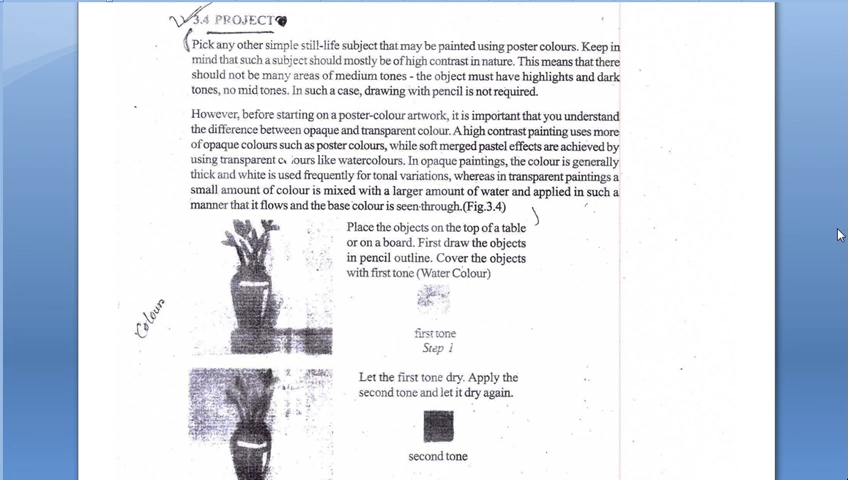 3.4 PROJECT
Pick any other simple still-life subject that may be painted using poster colours. Keep in
mind that such a subject should mostly be of high contrast in nature. This means that there
should not be many areas of medium tones - the object must have highlights and dark
tones, no mid tones. In such a case, drawing with pencil is not required.
However, before starting on a poster-colour artwork, it is important that you understand
the difference between opaque and transparent colour. A high contrast painting uses more
of opaque colours such as poster colours, while soft merged pastel effects are achieved by
using transparent colours like watercolours. In opaque paintings, the colour is generally
thick and white is used frequently for tonal variations, whereas in transparent paintings a
small amount of colour is mixed with a larger amount of water and applied in such a
manner that it flows and the base colour is seen through.(Fig.3.4)
Place the objects on the top of a table
or on a board. First draw the objects
in pencil outline. Cover the objects
with first tone (Water Colour)
Colours
first tone
Step 1
Let the first tone dry. Apply the
second tone and let it dry again.
second tone